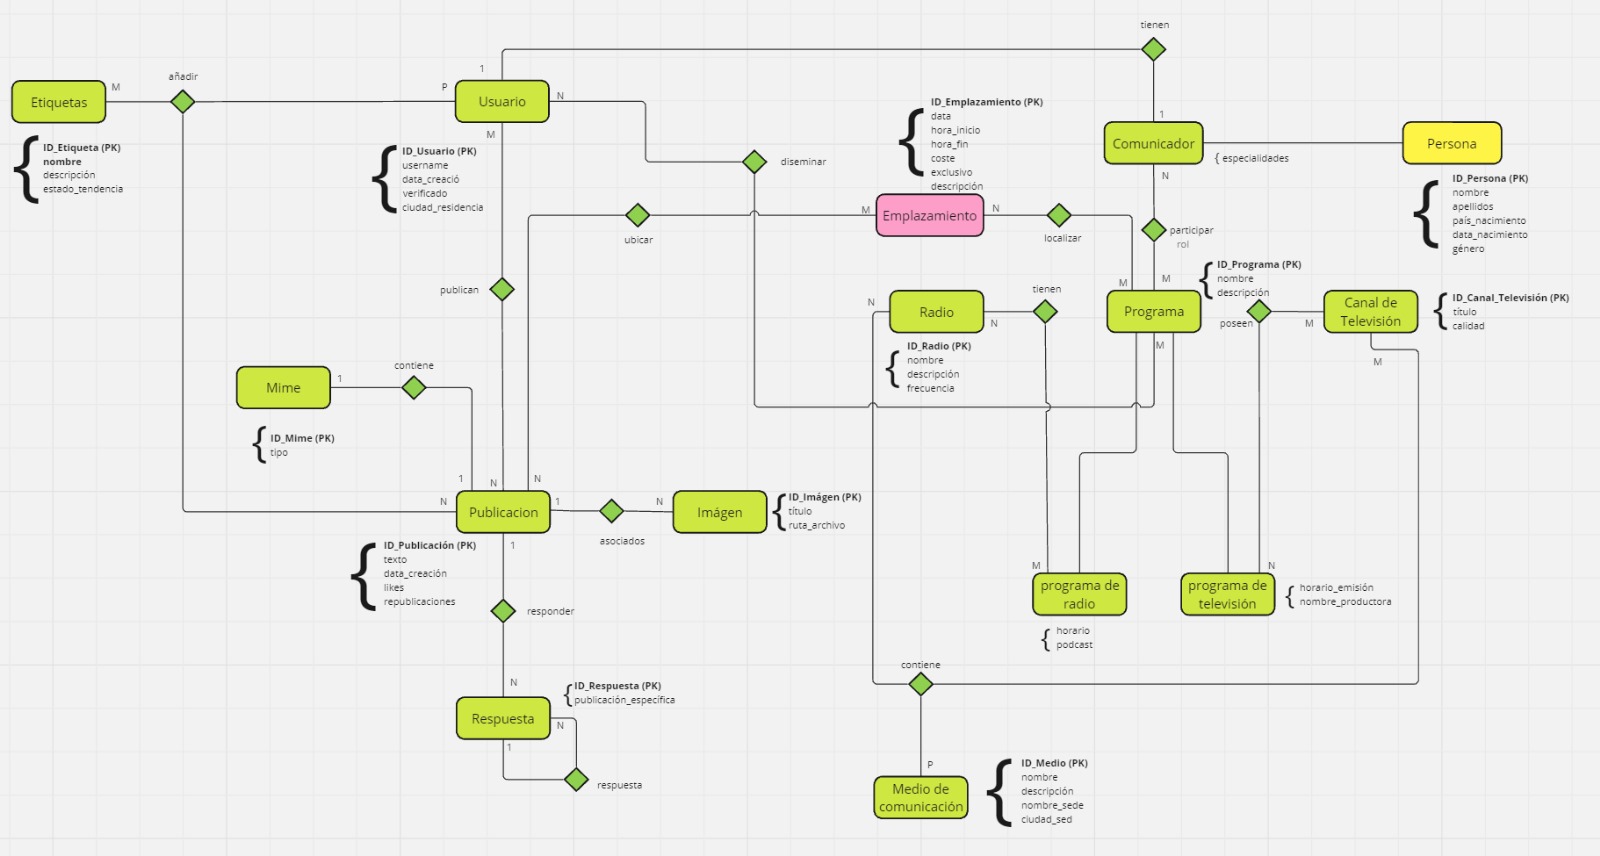 tienen
1
1
añadir
M
Etiquetas
P
Usuario
N
M
ID_Etiqueta (PK)
nombre
descripción
estado_tendencia
ID_Usuario (PK)
username
data_creació
verificado
ciudad_residencia
diseminar
ID_Emplazamiento (PK)
data
hora_inicio
hora_fin
coste
exclusivo
descripción
Comunicador
{ especialidades
N
Persona
ID_Persona (PK)
nombre
apellidos
país_nacimiento
data_nacimiento
género
M
Emplazamiento
N
ubicar
localizar
participar
rol
M
M
ID_Programa (PK)
nombre
descripción
publican
N
Radio
N
tienen
Programa
M
poseen
M
Canal de
Televisión
M
ID_Canal_Televisión (PK)
título
calidad
ID_Radio (PK)
nombre
descripción
frecuencia
Mime
1
contiene
ID_Mime (PK)
tipo
1
N
N
N
Publicacion
1
asociados
N
Imágen
ID_Imágen (PK)
título
ruta_archivo
ID_Publicación (PK)
texto
data_creación
likes
republicaciones
1
responder
M
programa de
radio
horario
podcast
N
programa de
televisión
horario_emisión
nombre_productora
N
Respuesta
N
1
ID_Respuesta (PK)
publicación_específica
respuesta
contiene
P
Medio de
comunicación
ID_Medio (PK)
nombre
descripción
nombre_sede
ciudad_sed